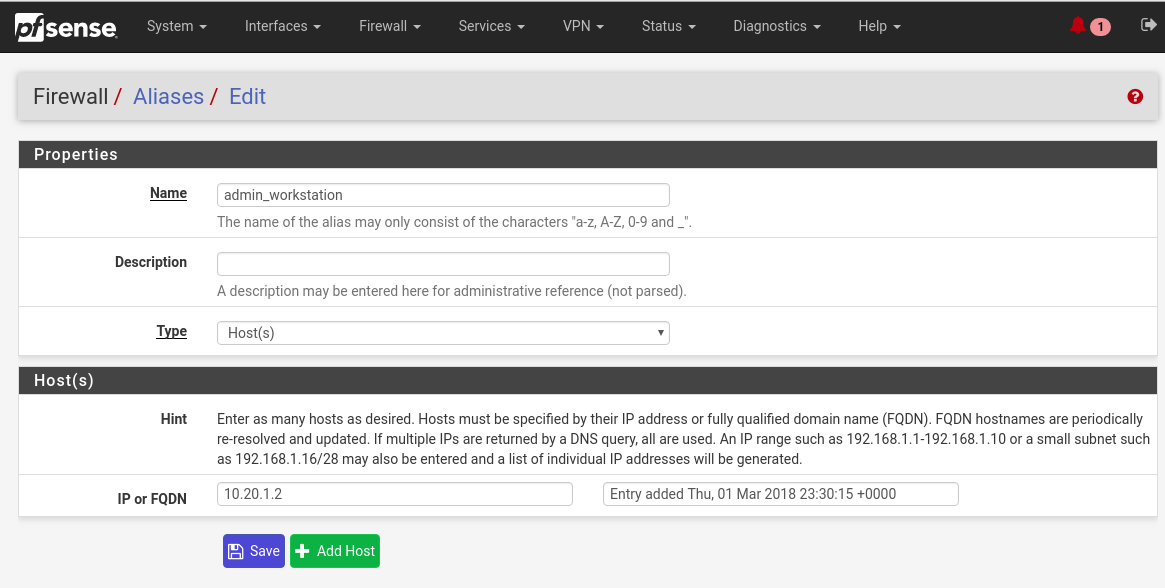 pfsense System Interfaces Firewall Services VPN Status Diagnostics Help 1
Firewall / Aliases / Edit
Properties
Name admin_workstation
The name of the alias may only consist of the characters "a-z, A-Z, 0-9 and _".
Description
A description may be entered here for administrative reference (not parsed).
Type Host(s)
Host(s)
Hint Enter as many hosts as desired. Hosts must be specified by their IP address or fully qualified domain name (FQDN). FQDN hostnames are periodically
re-resolved and updated. If multiple IPs are returned by a DNS query, all are used. An IP range such as 192.168.1.1-192.168.1.10 or a small subnet such
as 192.168.1.16/28 may also be entered and a list of individual IP addresses will be generated.
IP or FQDN 10.20.1.2 Entry added Thu, 01 Mar 2018 23:30:15 +0000
Save Add Host